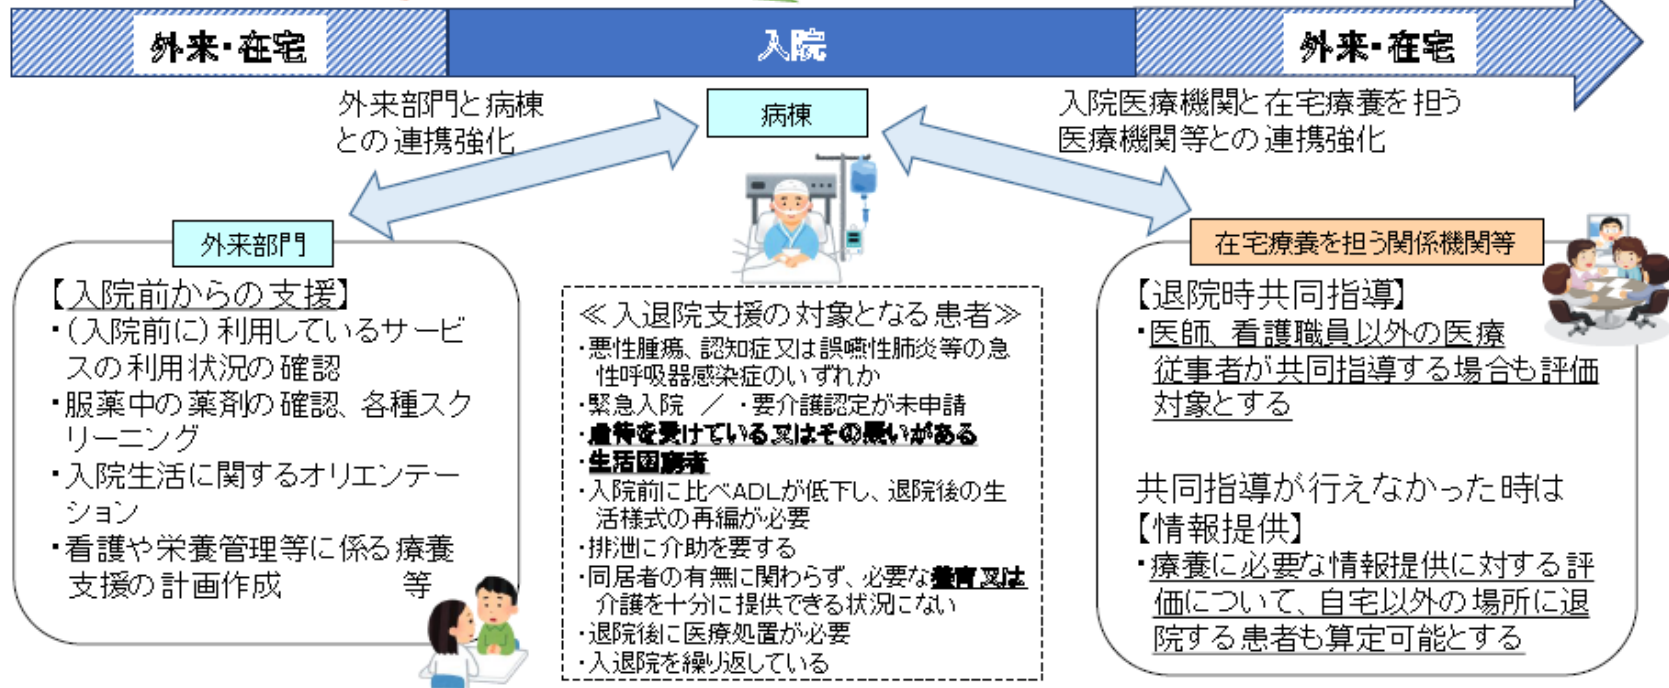 外来・在宅
入院
外来・在宅
外来部門と病棟
との連携強化
病棟
入院医療機関と在宅療養を担う
医療機関等との連携強化
外来部門
【入院前からの支援】
・(入院前に)利用しているサービ
スの利用状況の確認
・服薬中の薬剤の確認、各種スク
リーニング
・入院生活に関するオリエンテー
ション
・看護や栄養管理等に係る療養
支援の計画作成　　　等
≪入退院支援の対象となる患者≫
・悪性腫瘍、認知症又は誤嚥性肺炎等の急
性呼吸器感染症のいずれか
・緊急入院 ／ ・要介護認定が未申請
・虐待を受けている又はその疑いがある
・生活困窮者
・入院前に比べADLが低下し、退院後の生
活様式の再編が必要
・排泄に介助を要する
・同居者の有無に関わらず、必要な養育又は
介護を十分に提供できる状況にない
・退院後に医療処置が必要
・入退院を繰り返している
在宅療養を担う関係機関等
【退院時共同指導】
・医師、看護職員以外の医療
従事者が共同指導する場合も評価
対象とする
共同指導が行えなかった時は
【情報提供】
・療養に必要な情報提供に対する評
価について、自宅以外の場所に退
院する患者も算定可能とする